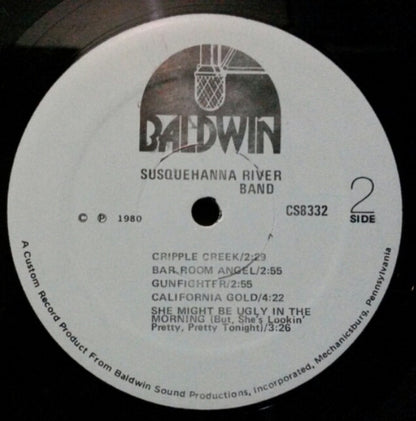 BALDWIN
SUSQUEHANNA RIVER
BAND
© ℗ 1980
CS8332
2
SIDE
CRIPPLE CREEK/2:29
BAR ROOM ANGEL/2:55
GUNFIGHTER/2:55
CALIFORNIA GOLD/4:22
SHE MIGHT BE UGLY IN THE
MORNING (But, She's Lookin'
Pretty, Pretty Tonight)/3:26
A Custom Record Product From Baldwin Sound Productions, Incorporated, Mechanicsburg, Pennsylvania